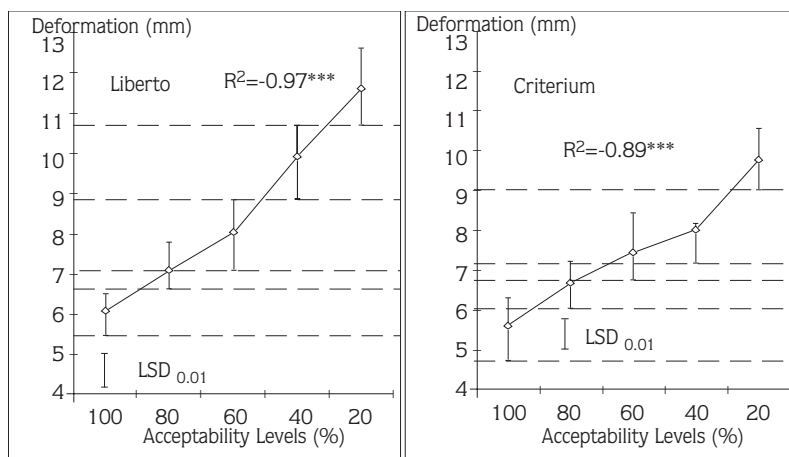 Deformation (mm)
13
12
11
10
9
8
7
6
5
4
Liberto
R²=-0.97***
LSD 0.01
100 80 60 40 20
Acceptability Levels (%)
Deformation (mm)
13
12
11
10
9
8
7
6
5
4
Criterium
R²=-0.89***
LSD 0.01
100 80 60 40 20
Acceptability Levels (%)